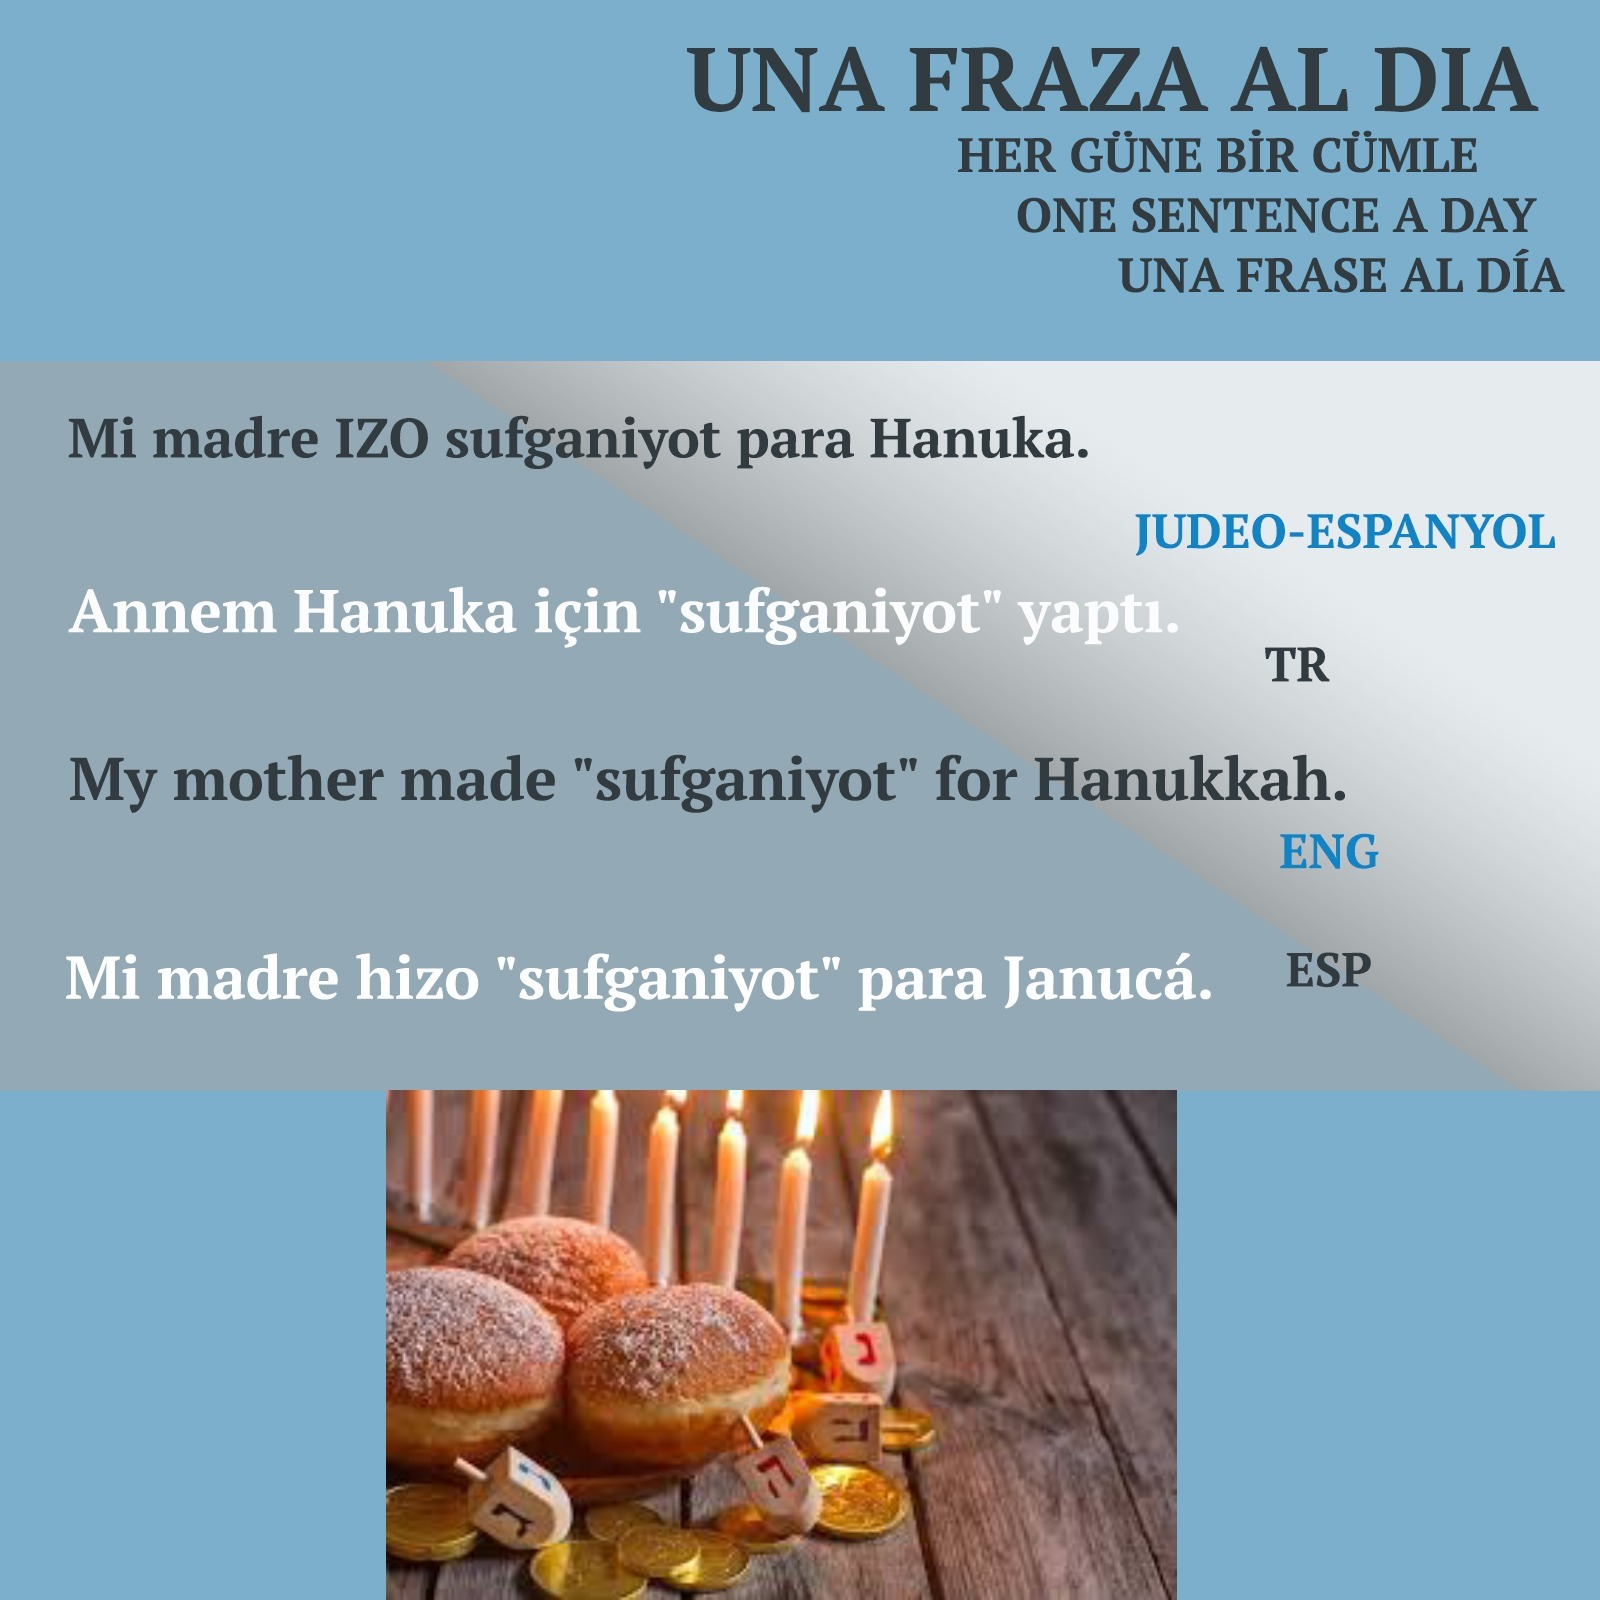 UNA FRAZA AL DIA
HER GÜNE BİR CÜMLE
ONE SENTENCE A DAY
UNA FRASE AL DÍA
Mi madre IZO sufganiyot para Hanuka.
JUDEO-ESPANYOL
Annem Hanuka için "sufganiyot" yaptı.
TR
My mother made "sufganiyot" for Hanukkah.
ENG
Mi madre hizo "sufganiyot" para Janucá.
ESP